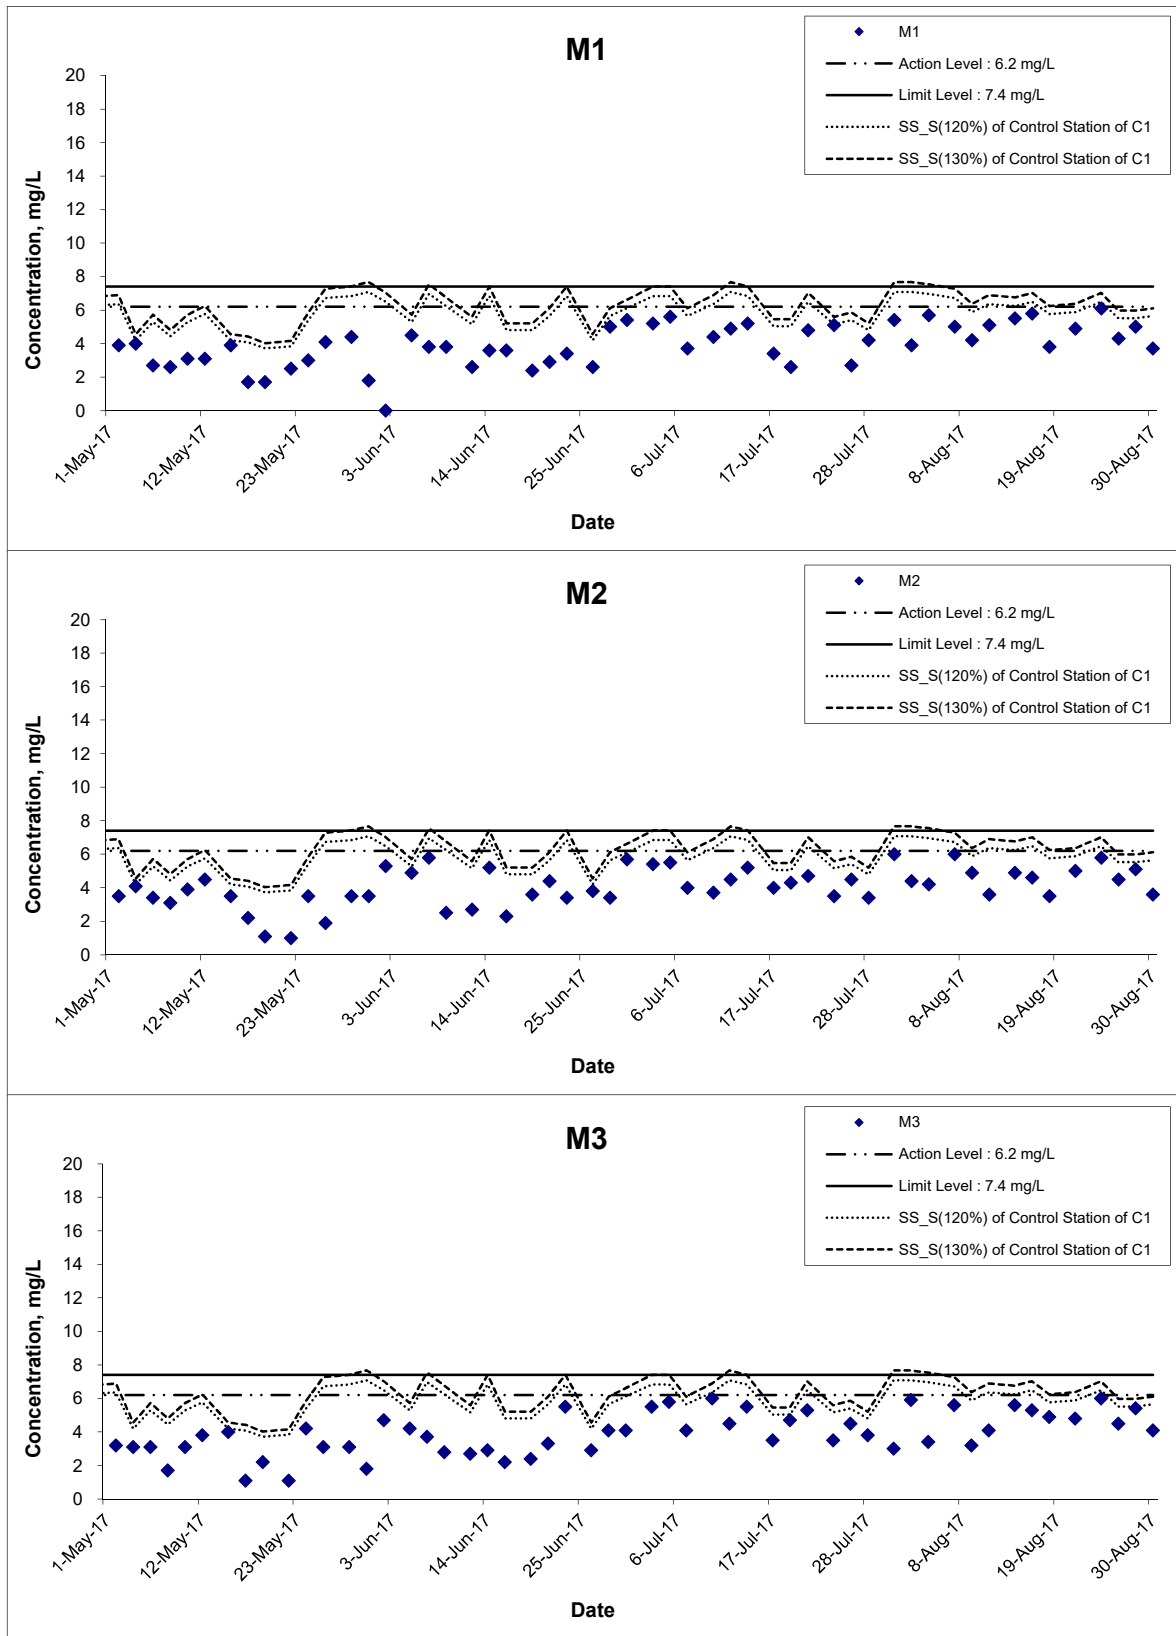 M1
M1
Action Level : 6.2 mg/L
Limit Level : 7.4 mg/L
SS_S(120%) of Control Station of C1
SS_S(130%) of Control Station of C1
Concentration, mg/L
20
18
16
14
12
10
8
6
4
2
0
1-May-17
12-May-17
23-May-17
3-Jun-17
14-Jun-17
25-Jun-17
6-Jul-17
17-Jul-17
28-Jul-17
8-Aug-17
19-Aug-17
30-Aug-17
Date
M2
M2
Action Level : 6.2 mg/L
Limit Level : 7.4 mg/L
SS_S(120%) of Control Station of C1
SS_S(130%) of Control Station of C1
Concentration, mg/L
20
18
16
14
12
10
8
6
4
2
0
1-May-17
12-May-17
23-May-17
3-Jun-17
14-Jun-17
25-Jun-17
6-Jul-17
17-Jul-17
28-Jul-17
8-Aug-17
19-Aug-17
30-Aug-17
Date
M3
M3
Action Level : 6.2 mg/L
Limit Level : 7.4 mg/L
SS_S(120%) of Control Station of C1
SS_S(130%) of Control Station of C1
Concentration, mg/L
20
18
16
14
12
10
8
6
4
2
0
1-May-17
12-May-17
23-May-17
3-Jun-17
14-Jun-17
25-Jun-17
6-Jul-17
17-Jul-17
28-Jul-17
8-Aug-17
19-Aug-17
30-Aug-17
Date